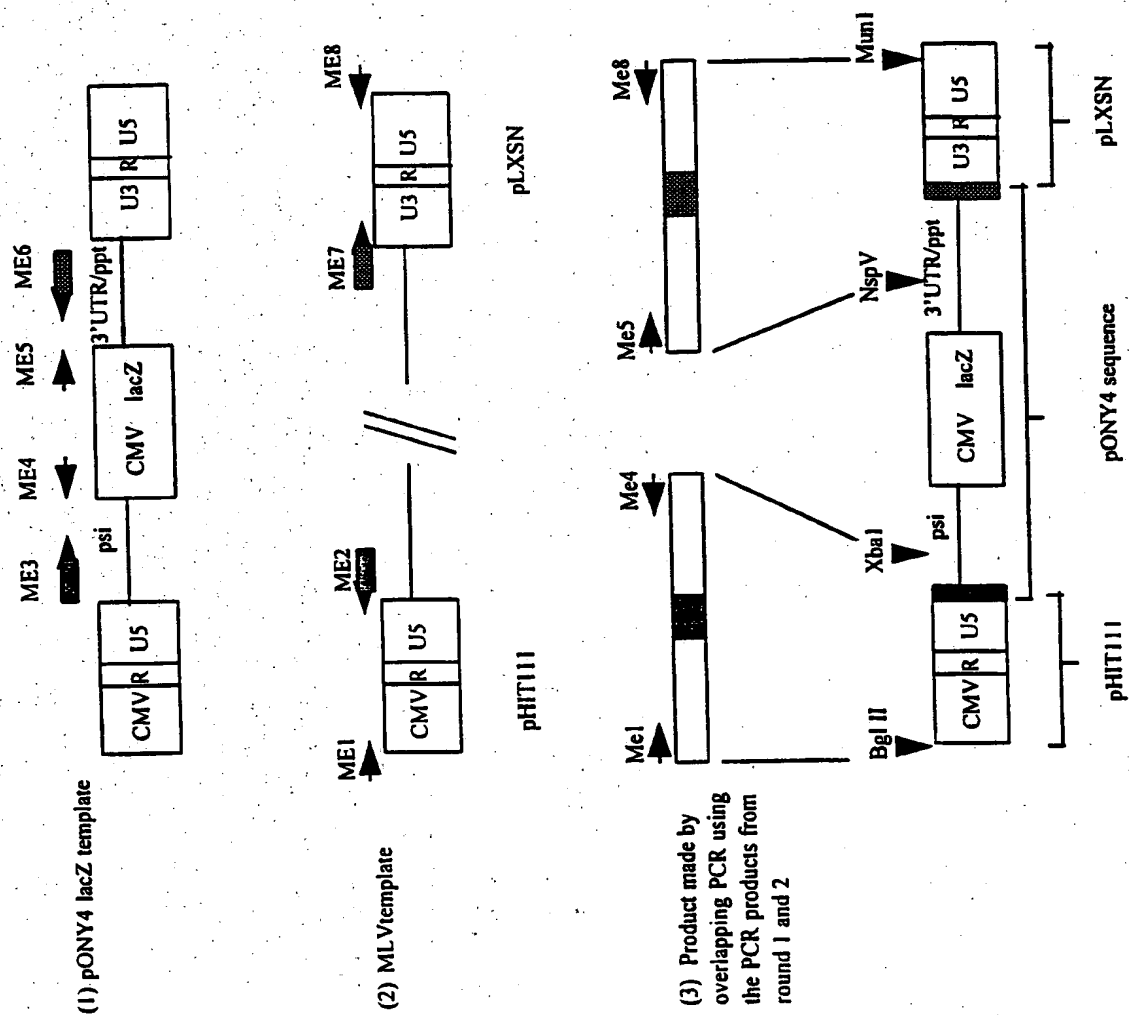 (1) pONY4 lacZ template
ME3
ME4
ME5
ME6
CMV R U5
psi
CMV lacZ
3'UTR/ppt
U3 R U5
(2) MLVtemplate
ME1
ME2
ME7
ME8
CMV R U5
U3 R U5
pHIT111
pLXSN
(3) Product made by
overlapping PCR using
the PCR products from
round 1 and 2
Me1
Me4
Me5
Me8
Bgl II
Xba1
NspV
Mun1
CMV R U5
psi
CMV lacZ
3'UTR/ppt
U3 R U5
pHIT111
pONY4 sequence
pLXSN